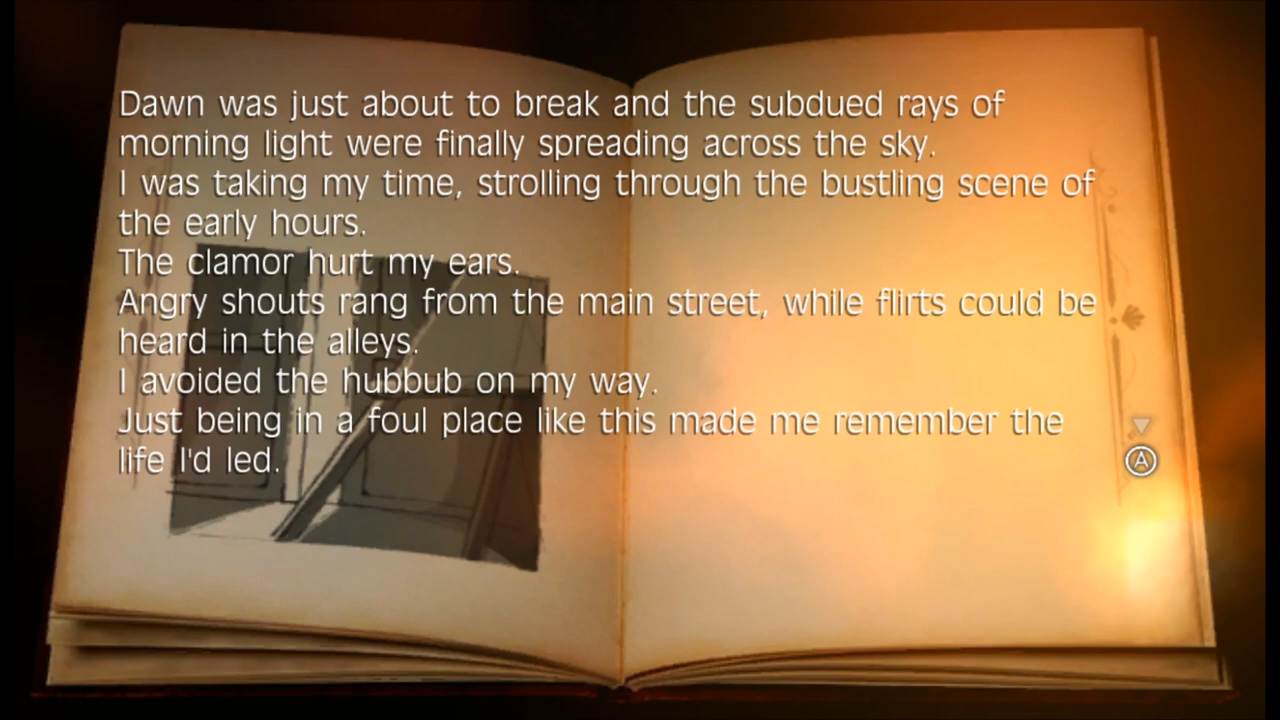 Dawn was just about to break and the subdued rays of
morning light were finally spreading across the sky.
I was taking my time, strolling through the bustling scene of
the early hours.
The clamor hurt my ears.
Angry shouts rang from the main street, while flirts could be
heard in the alleys.
I avoided the hubbub on my way.
Just being in a foul place like this made me remember the
life I'd led.
A